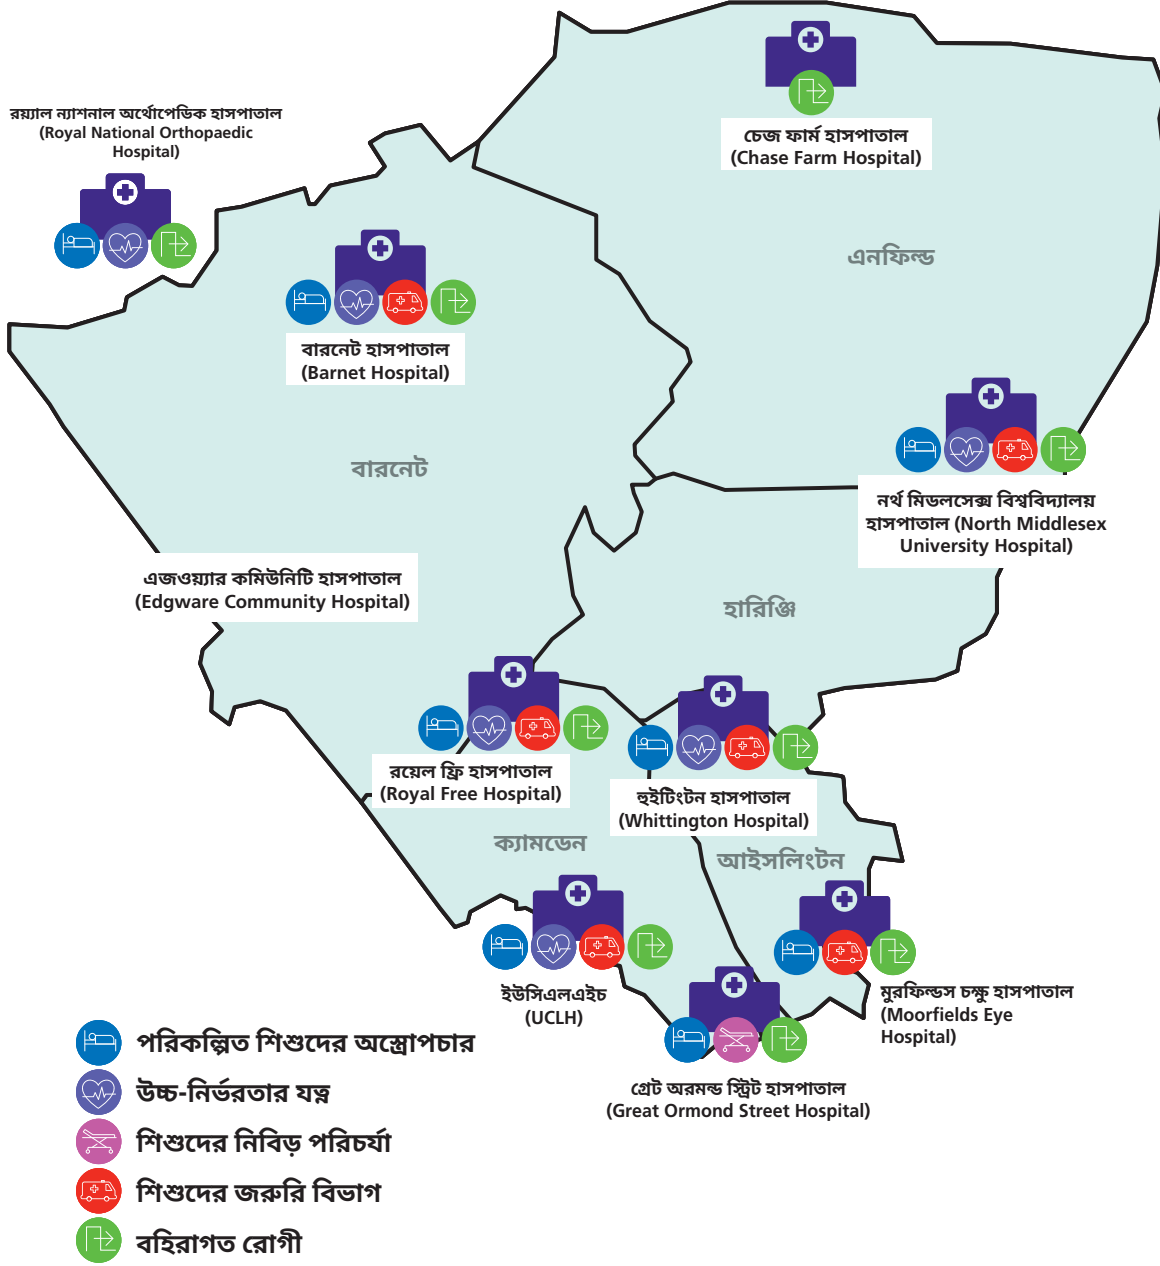 রয়্যাল ন্যাশনাল অর্থোপেডিক হাসপাতাল
(Royal National Orthopaedic
Hospital)
চেজ ফার্ম হাসপাতাল
(Chase Farm Hospital)
এনফিল্ড
বারনেট হাসপাতাল
(Barnet Hospital)
বারনেট
নর্থ মিডলসেক্স বিশ্ববিদ্যালয়
হাসপাতাল (North Middlesex
University Hospital)
এজওয়্যার কমিউনিটি হাসপাতাল
(Edgware Community Hospital)
হারিঞ্জি
রয়েল ফ্রি হাসপাতাল
(Royal Free Hospital)
হুইটিংটন হাসপাতাল
(Whittington Hospital)
ক্যামডেন
আইসলিংটন
ইউসিএলএইচ
(UCLH)
মুরফিল্ডস চক্ষু হাসপাতাল
(Moorfields Eye
Hospital)
গ্রেট অরমন্ড স্ট্রিট হাসপাতাল
(Great Ormond Street Hospital)
পরিকল্পিত শিশুদের অস্ত্রোপচার
উচ্চ-নির্ভরতার যত্ন
শিশুদের নিবিড় পরিচর্যা
শিশুদের জরুরি বিভাগ
বহিরাগত রোগী